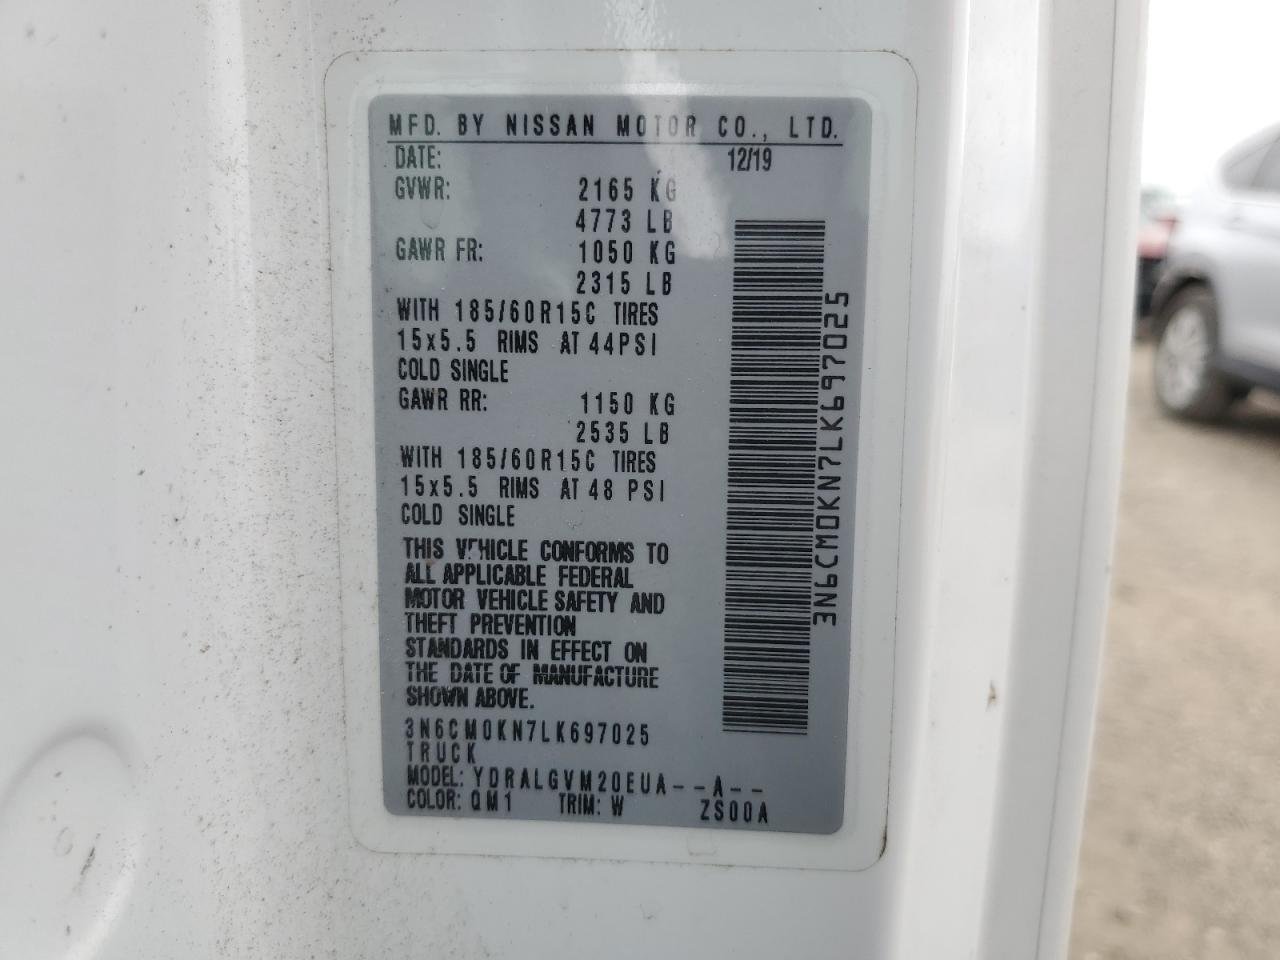 MFD. BY NISSAN MOTOR CO., LTD.
DATE: 12/19
GVWR: 2165 KG
4773 LB
GAWR FR: 1050 KG
2315 LB
WITH 185/60R15C TIRES
15x5.5 RIMS AT 44PSI
COLD SINGLE
GAWR RR: 1150 KG
2535 LB
WITH 185/60R15C TIRES
15x5.5 RIMS AT 48 PSI
COLD SINGLE
THIS VEHICLE CONFORMS TO
ALL APPLICABLE FEDERAL
MOTOR VEHICLE SAFETY AND
THEFT PREVENTION
STANDARDS IN EFFECT ON
THE DATE OF MANUFACTURE
SHOWN ABOVE.
3N6CM0KN7LK697025
TRUCK
MODEL: YDRALGVM20EUA--A--
COLOR: QM1 TRIM: W ZS00A
3N6CM0KN7LK697025